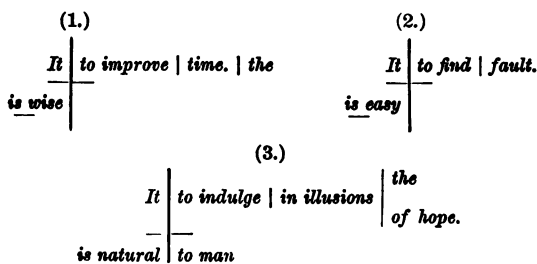 (1.)
It to improve | time. | the
is wise
(2.)
It to find | fault.
is easy
(3.)
It to indulge | in illusions the
of hope.
is natural to man